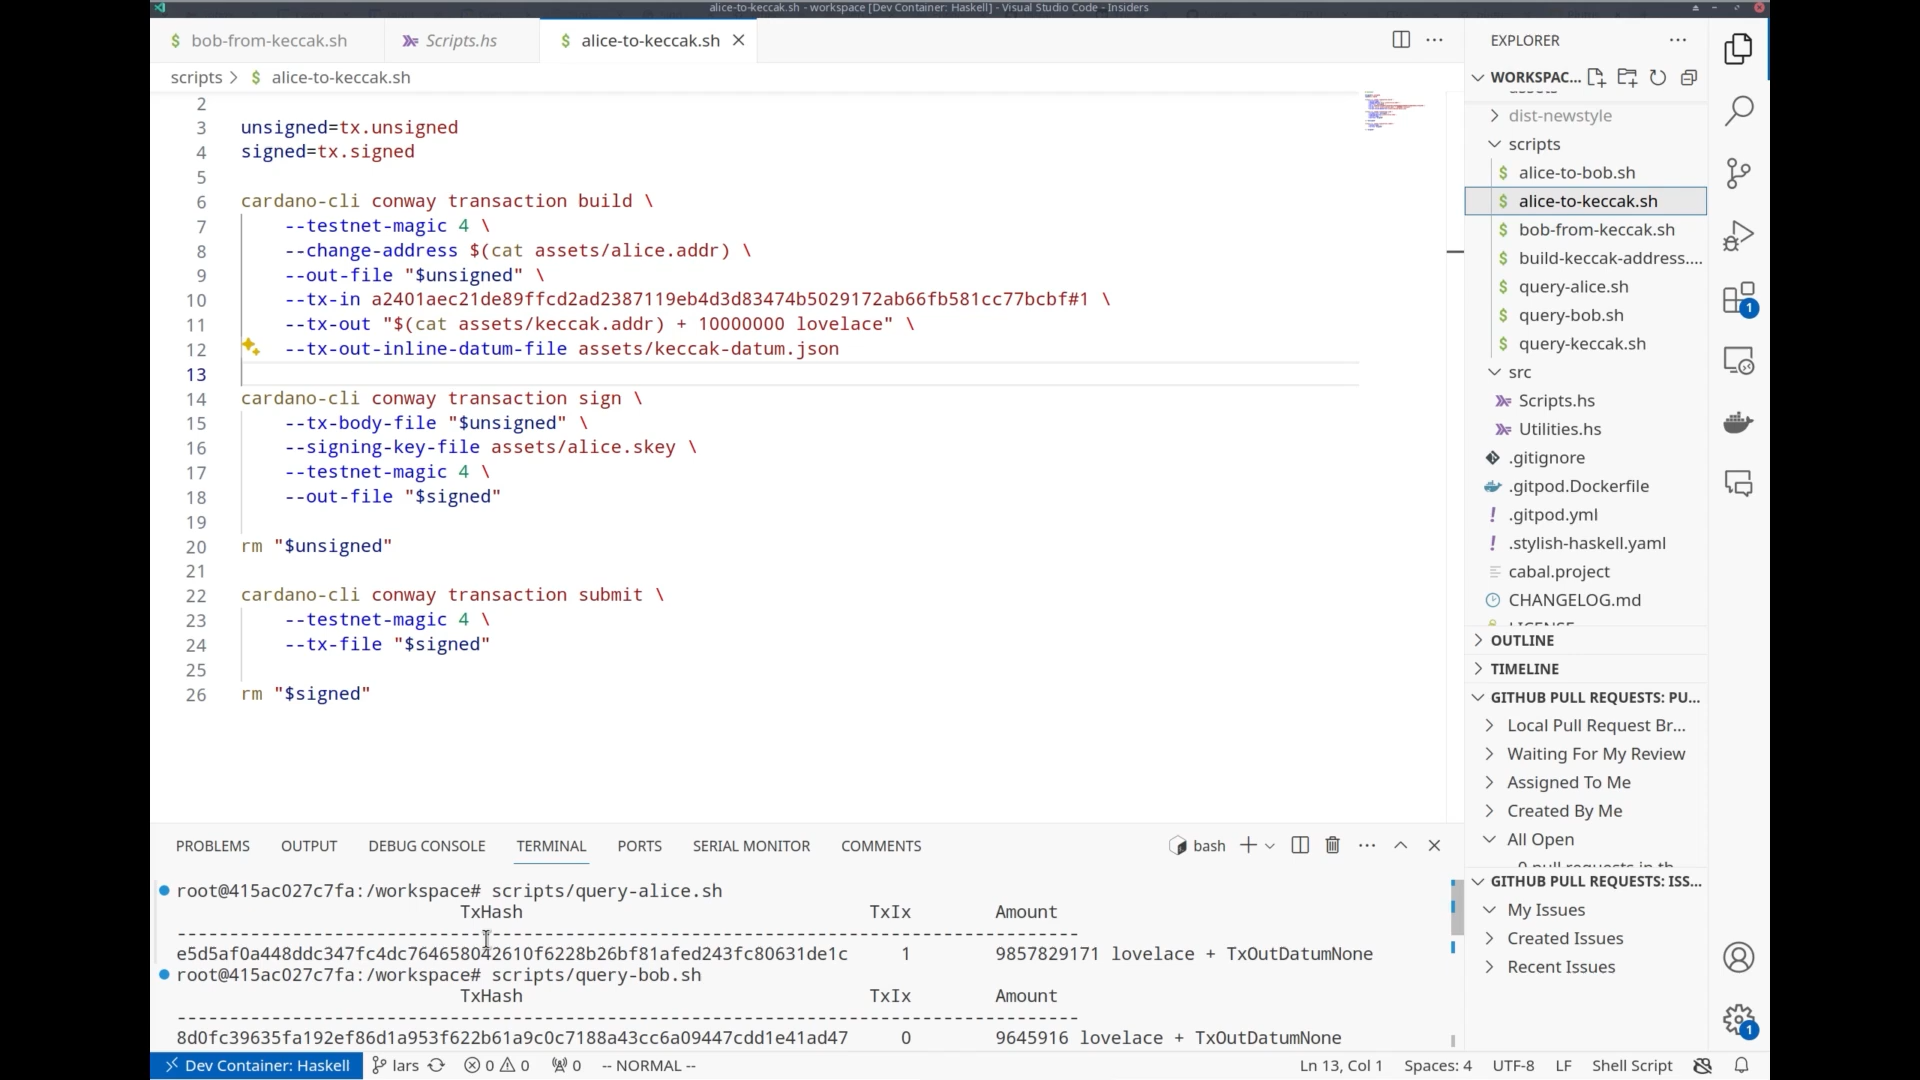 alice-to-keccak.sh - workspace [Dev Container: Haskell] - Visual Studio Code - Insiders
bob-from-keccak.sh
Scripts.hs
alice-to-keccak.sh
scripts
alice-to-keccak.sh
2
3 unsigned=tx.unsigned
4 signed=tx.signed
5
6 cardano-cli conway transaction build \
7 --testnet-magic 4 \
8 --change-address $(cat assets/alice.addr) \
9 --out-file "$unsigned" \
10 --tx-in a2401aec21de89ffcd2ad2387119eb4d3d83474b5029172ab66fb581cc77bcbf#1 \
11 --tx-out "$(cat assets/keccak.addr) + 10000000 lovelace" \
12 --tx-out-inline-datum-file assets/keccak-datum.json
13
14 cardano-cli conway transaction sign \
15 --tx-body-file "$unsigned" \
16 --signing-key-file assets/alice.skey \
17 --testnet-magic 4 \
18 --out-file "$signed"
19
20 rm "$unsigned"
21
22 cardano-cli conway transaction submit \
23 --testnet-magic 4 \
24 --tx-file "$signed"
25
26 rm "$signed"
PROBLEMS OUTPUT DEBUG CONSOLE TERMINAL PORTS SERIAL MONITOR COMMENTS
bash
root@415ac027c7fa:/workspace# scripts/query-alice.sh
TxHash TxIx Amount
--------------------------------------------------------------------------------------
e5d5af0a448ddc347fc4dc764658042610f6228b26bf81afed243fc80631de1c 1 9857829171 lovelace + TxOutDatumNone
root@415ac027c7fa:/workspace# scripts/query-bob.sh
TxHash TxIx Amount
--------------------------------------------------------------------------------------
8d0fc39635fa192ef86d1a953f622b61a9c0c7188a43cc6a09447cdd1e41ad47 0 9645916 lovelace + TxOutDatumNone
EXPLORER
WORKSPAC...
assets
dist-newstyle
scripts
alice-to-bob.sh
alice-to-keccak.sh
bob-from-keccak.sh
build-keccak-address....
query-alice.sh
query-bob.sh
query-keccak.sh
src
Scripts.hs
Utilities.hs
.gitignore
.gitpod.Dockerfile
.gitpod.yml
.stylish-haskell.yaml
cabal.project
CHANGELOG.md
LICENSE
OUTLINE
TIMELINE
GITHUB PULL REQUESTS: PU...
Local Pull Request Br...
Waiting For My Review
Assigned To Me
Created By Me
All Open
0 pull requests in th
GITHUB PULL REQUESTS: ISS...
My Issues
Created Issues
Recent Issues
1
1
Dev Container: Haskell
lars
0 0
0
-- NORMAL --
Ln 13, Col 1
Spaces: 4
UTF-8
LF
Shell Script